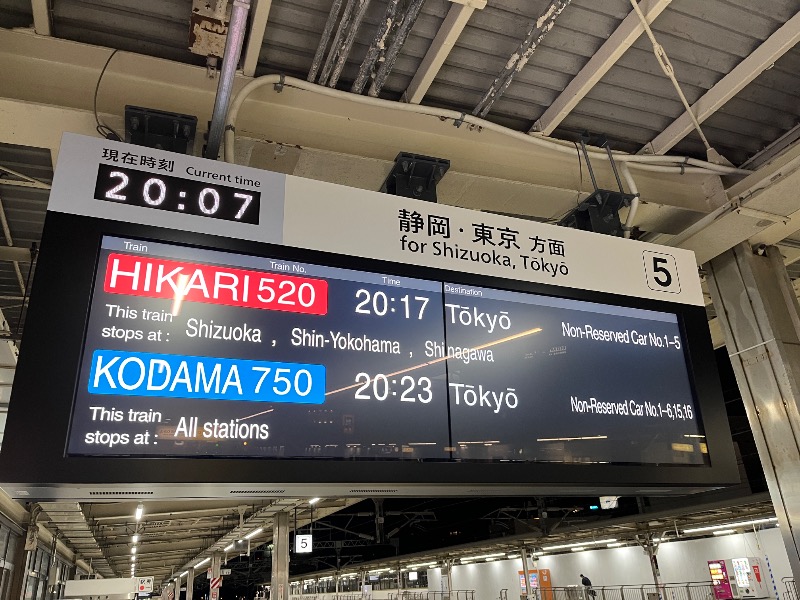 現在時刻 Current time
20:07
静岡・東京 方面
for Shizuoka, Tōkyō
5
Train Train No. Time Destination
HIKARI 520 20:17 Tōkyō Non-Reserved Car No.1-5
This train stops at : Shizuoka , Shin-Yokohama , Shinagawa
KODAMA 750 20:23 Tōkyō Non-Reserved Car No.1-6,15,16
This train stops at : All stations
5